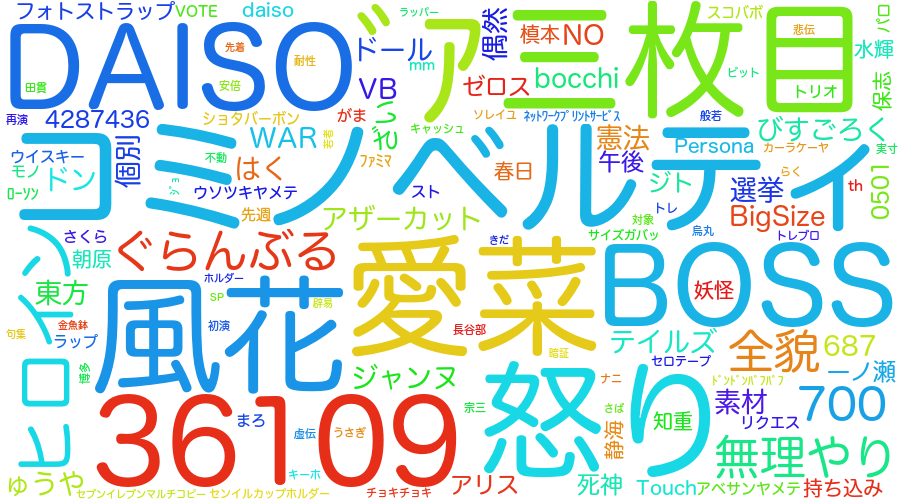 フォトストラップ
VOTE
daiso
ラッパー
スコバボ
悲伝
パロ
DAISO
先着
耐性
ドール
mm
偶然
アニ
槙本
NO
枚目
水輝
ビット
トリオ
保志
田貫
安倍
VB
ゼロス
bocchi
再演
4287436
ショタバーボン
がま
ざし
ソレイユ
ネットワークプリントサービス
般若
びすごろく
キャッシュ
WAR
憲法
Persona
カーラケーヤ
実寸
ウイスキー
モノ
ドン
個別
不動
はく
ファミマ
春日
午後
ローソン
コミノベルティ
ウソツキヤメテ
スト
ジト
選挙
らく
th
0501
先週
アザーカット
トレ
BigSize
対象
烏丸
さくら
ぐらんぶる
きだ
サイズガバッ
トレブロ
朝原
ヒロイン
東方
ホルダー
SP
辞易
風花
愛菜
BOSS
妖怪
句集
金魚鉢
ラップ
初演
長谷部
テイルズ
全貌
687
暗証
セロテープ
博多
ジャンヌ
怒り
ナニ
ドンドンパフパフ
一ノ瀬
36109
宗三
さば
素材
700
まろ
虚伝
うさぎ
静海
知重
リクエス
無理やり
ゆうや
キーホ
アリス
死神
Touch
アベサンヤメテ
持ち込み
セブンイレブンマルチコピー
センイルカップホルダー
チョキチョキ